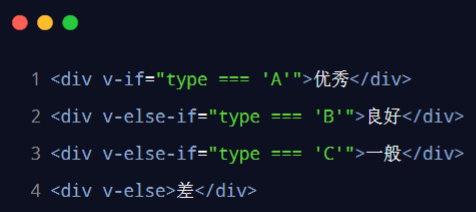 1 <div v-if="type === 'A'">优秀</div>
2 <div v-else-if="type === 'B'">良好</div>
3 <div v-else-if="type === 'C'">一般</div>
4 <div v-else>差</div>